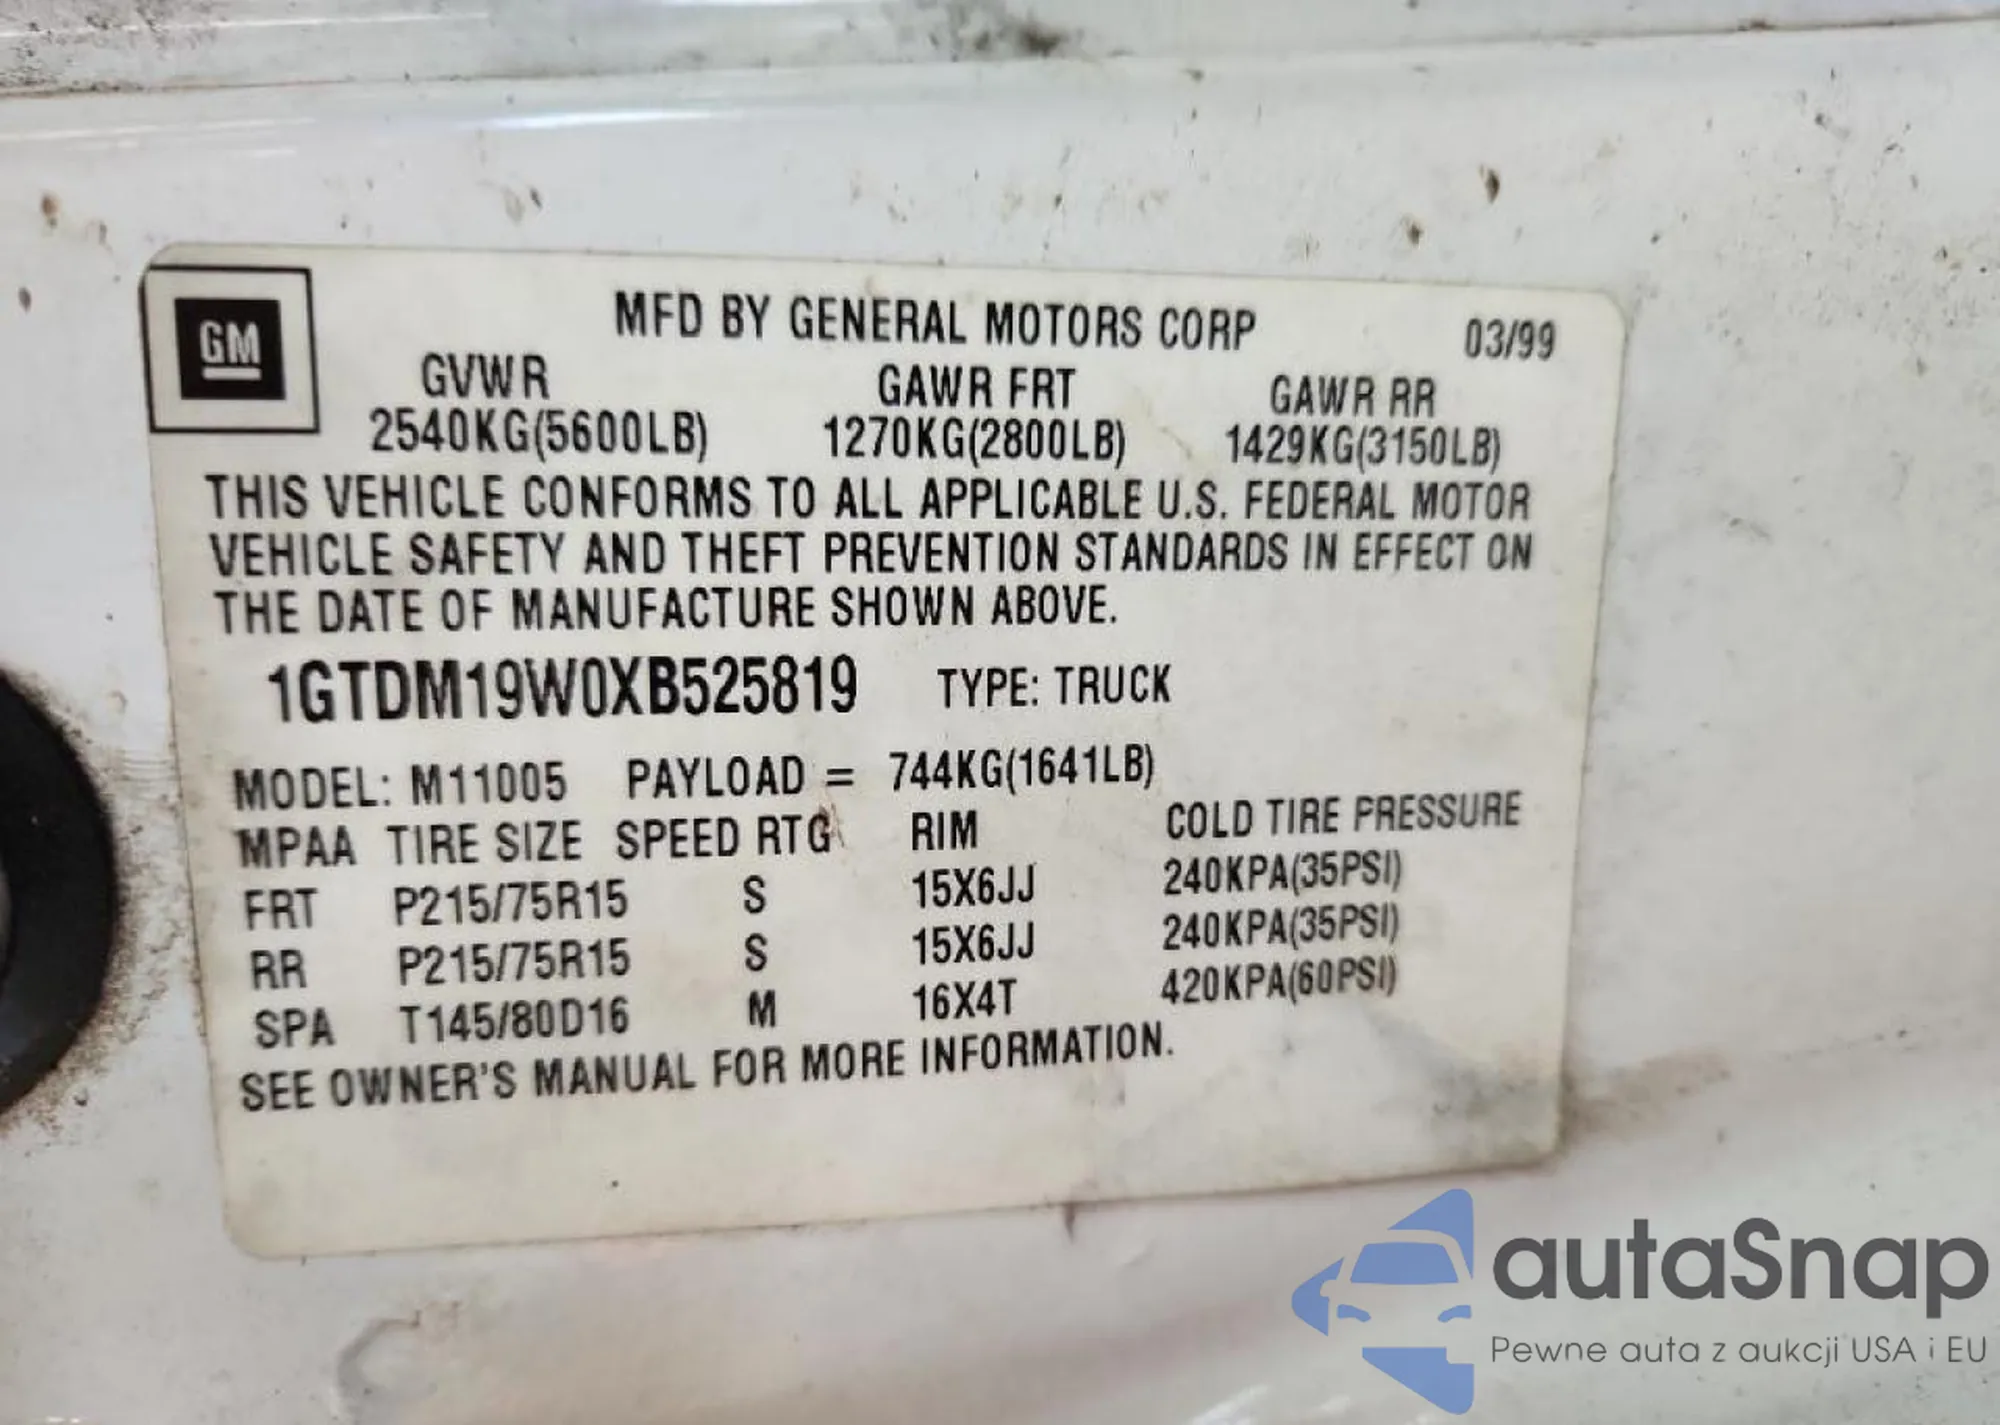 GM
MFD BY GENERAL MOTORS CORP 03/99
GVWR GAWR FRT GAWR RR
2540KG(5600LB) 1270KG(2800LB) 1429KG(3150LB)
THIS VEHICLE CONFORMS TO ALL APPLICABLE U.S. FEDERAL MOTOR
VEHICLE SAFETY AND THEFT PREVENTION STANDARDS IN EFFECT ON
THE DATE OF MANUFACTURE SHOWN ABOVE.
1GTDM19W0XB525819 TYPE: TRUCK
MODEL: M11005 PAYLOAD = 744KG(1641LB)
MPAA TIRE SIZE SPEED RTG RIM COLD TIRE PRESSURE
FRT P215/75R15 S 15X6JJ 240KPA(35PSI)
RR P215/75R15 S 15X6JJ 240KPA(35PSI)
SPA T145/80D16 M 16X4T 420KPA(60PSI)
SEE OWNER'S MANUAL FOR MORE INFORMATION.
autaSnap
Pewne auta z aukcji USA i EU